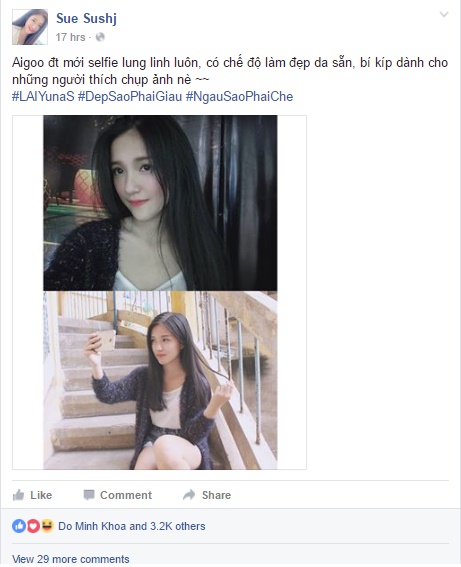 Sue Sushj
17 hrs ·
Aigoo đt mới selfie lung linh luôn, có chế độ làm đẹp da sẵn, bí kíp dành cho
những người thích chụp ảnh nè ~~
#LAIYunaS #DepSaoPhaiGiau #NgauSaoPhaiChe
Like Comment Share
Do Minh Khoa and 3.2K others
View 29 more comments